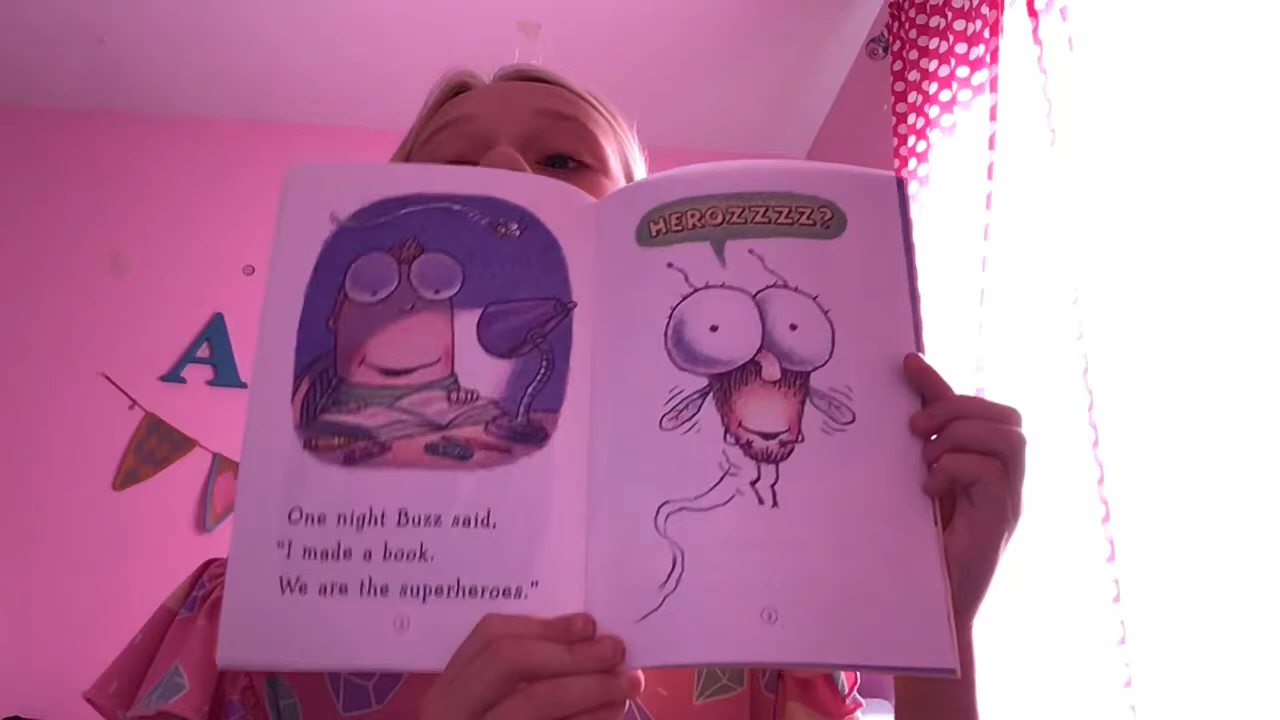 A
One night Buzz said,
"I made a book.
We are the superheroes."
HEROZZZZ?